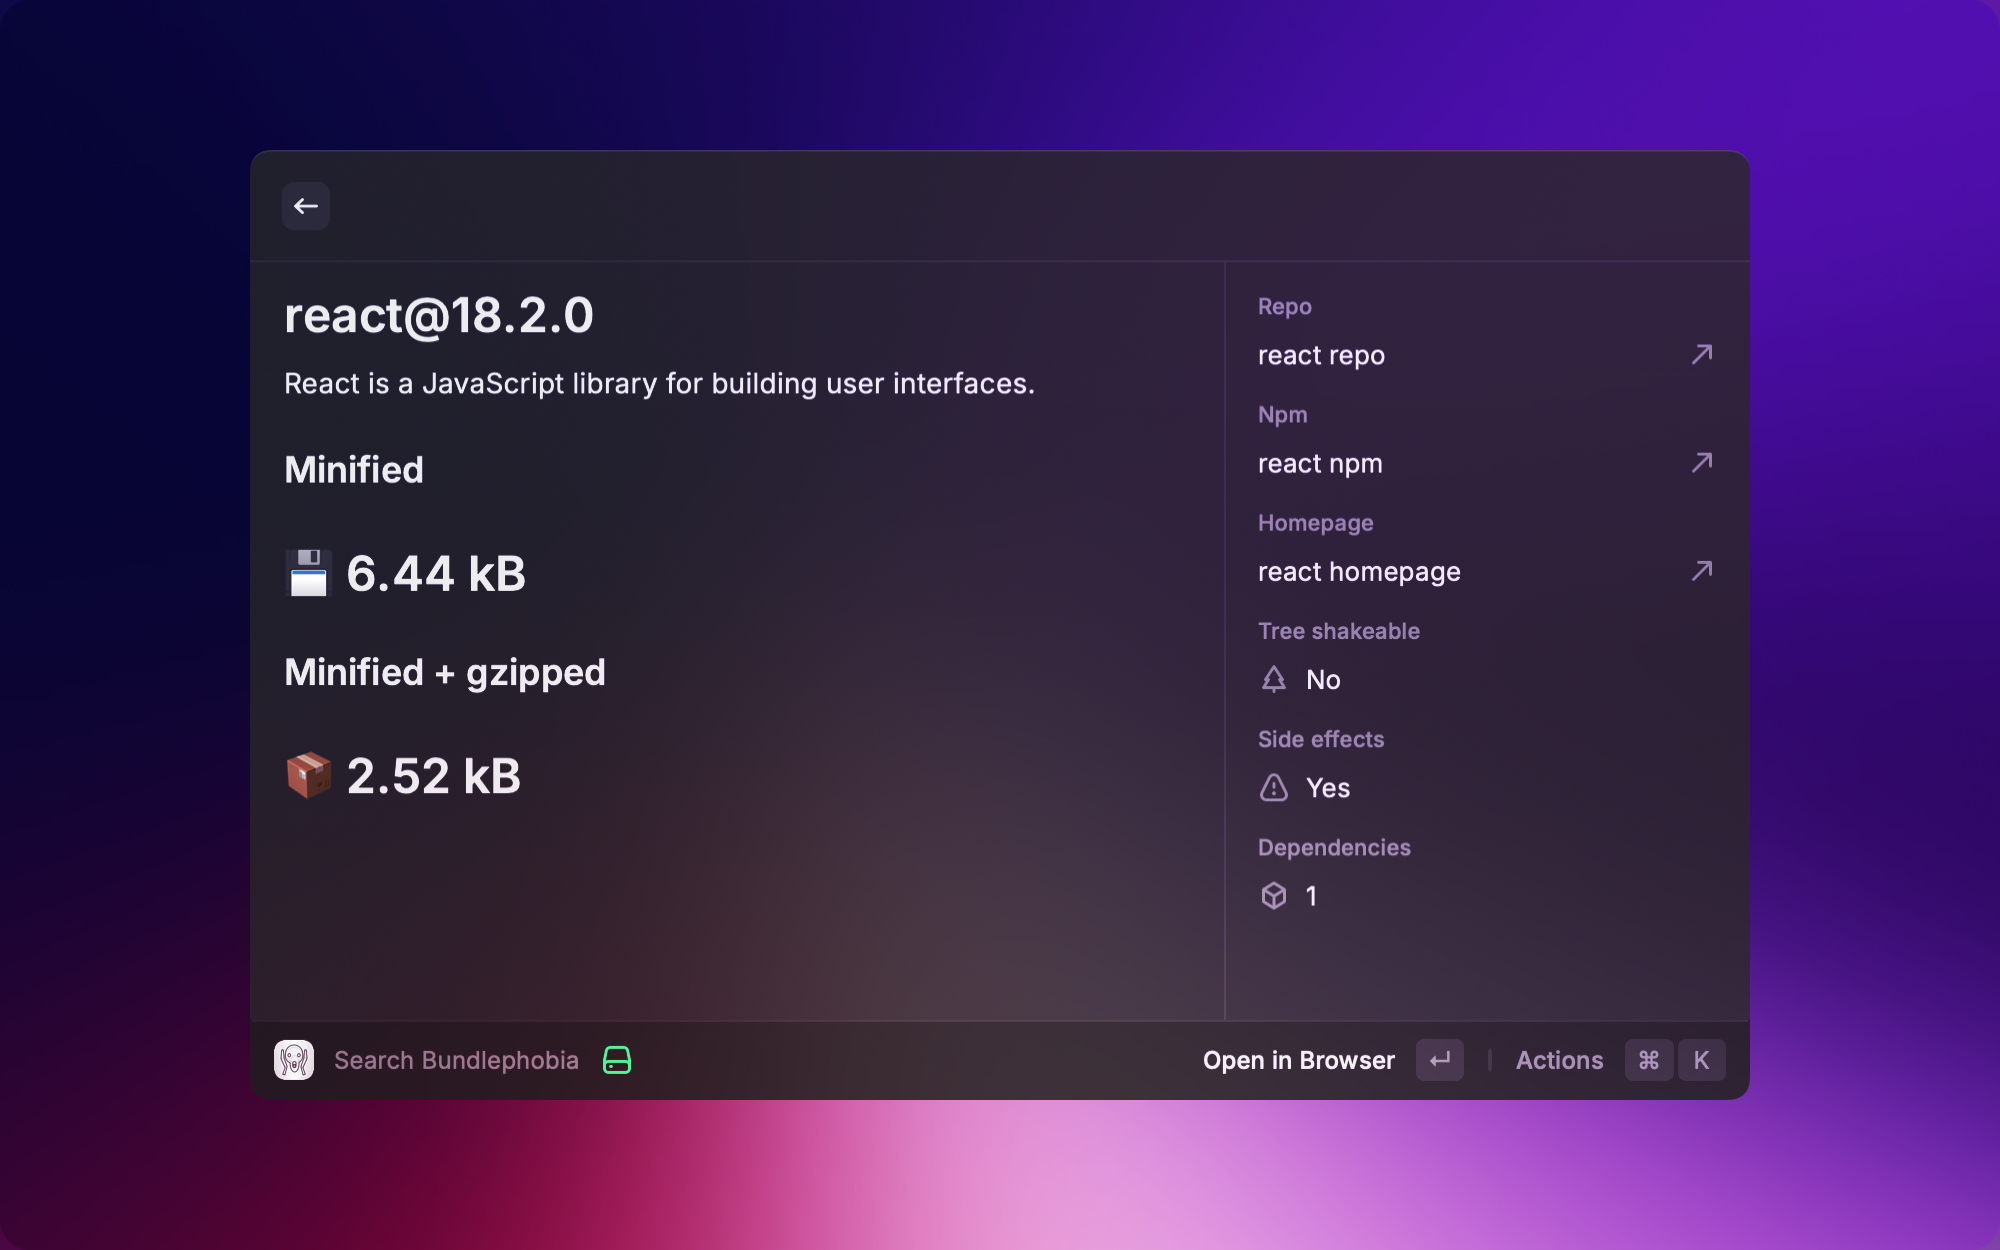 react@18.2.0
React is a JavaScript library for building user interfaces.
Minified
💾 6.44 kB
Minified + gzipped
📦 2.52 kB
Repo
react repo
Npm
react npm
Homepage
react homepage
Tree shakeable
No
Side effects
Yes
Dependencies
1
Search Bundlephobia
Open in Browser
Actions ⌘ K